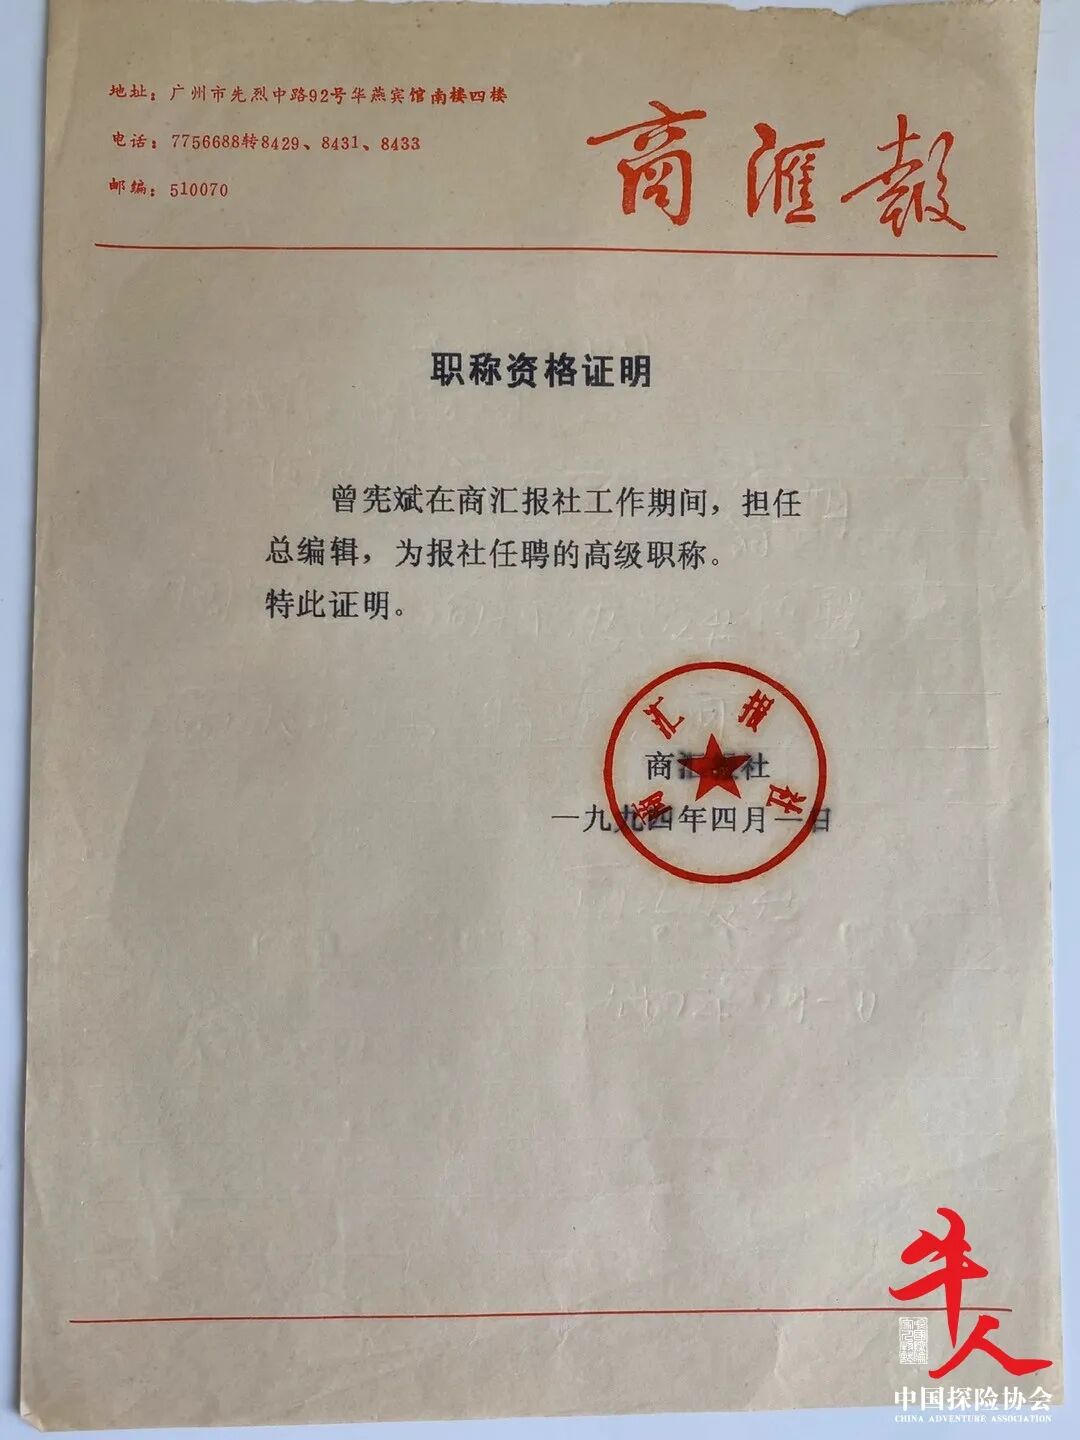 地址：广州市先烈中路92号华燕宾馆南楼四楼
电话：7756688转8429、8431、8433
邮编：510070
商滙報
职称资格证明
曾宪斌在商汇报社工作期间，担任
总编辑，为报社任聘的高级职称。
特此证明。
商汇报社
商汇报社
一九九四年四月一日
牛人
中国探险协会
CHINA ADVENTURE ASSOCIATION